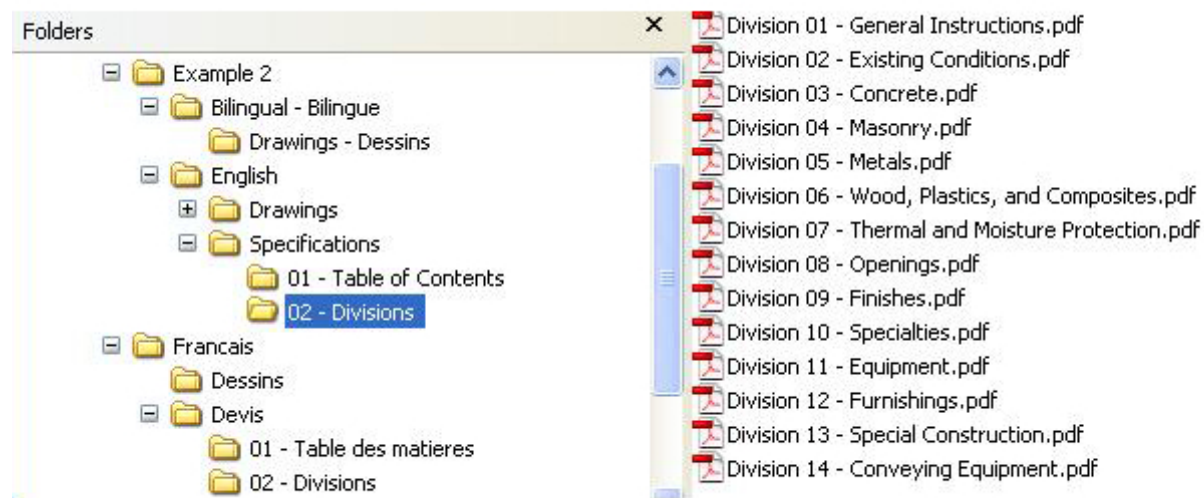 Folders
Example 2
Bilingual - Bilingue
Drawings - Dessins
English
Drawings
Specifications
01 - Table of Contents
02 - Divisions
Francais
Dessins
Devis
01 - Table des matieres
02 - Divisions
Division 01 - General Instructions.pdf
Division 02 - Existing Conditions.pdf
Division 03 - Concrete.pdf
Division 04 - Masonry.pdf
Division 05 - Metals.pdf
Division 06 - Wood, Plastics, and Composites.pdf
Division 07 - Thermal and Moisture Protection.pdf
Division 08 - Openings.pdf
Division 09 - Finishes.pdf
Division 10 - Specialties.pdf
Division 11 - Equipment.pdf
Division 12 - Furnishings.pdf
Division 13 - Special Construction.pdf
Division 14 - Conveying Equipment.pdf